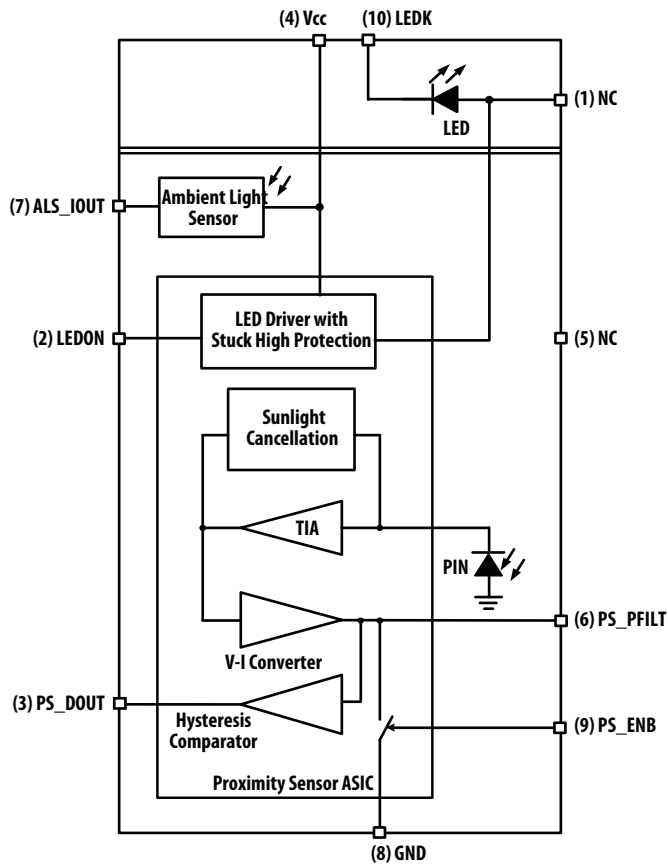 (4) Vcc
(10) LEDK
(1) NC
LED
(7) ALS_IOUT
Ambient Light
Sensor
(2) LEDON
LED Driver with
Stuck High Protection
(5) NC
Sunlight
Cancellation
TIA
PIN
(6) PS_PFILT
V-I Converter
(3) PS_DOUT
Hysteresis
Comparator
(9) PS_ENB
Proximity Sensor ASIC
(8) GND